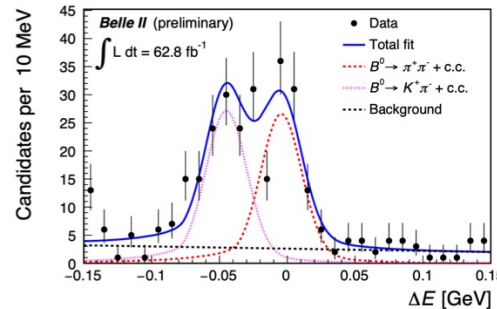 Belle II (preliminary)
∫ L dt = 62.8 fb⁻¹
Data
Total fit
B⁰→ π⁺π⁻ + c.c.
B⁰→ K⁺π⁻ + c.c.
Background
Candidates per 10 MeV
45
40
35
30
25
20
15
10
5
0
−0.15 −0.1 −0.05 0 0.05 0.1 0.15
ΔE [GeV]